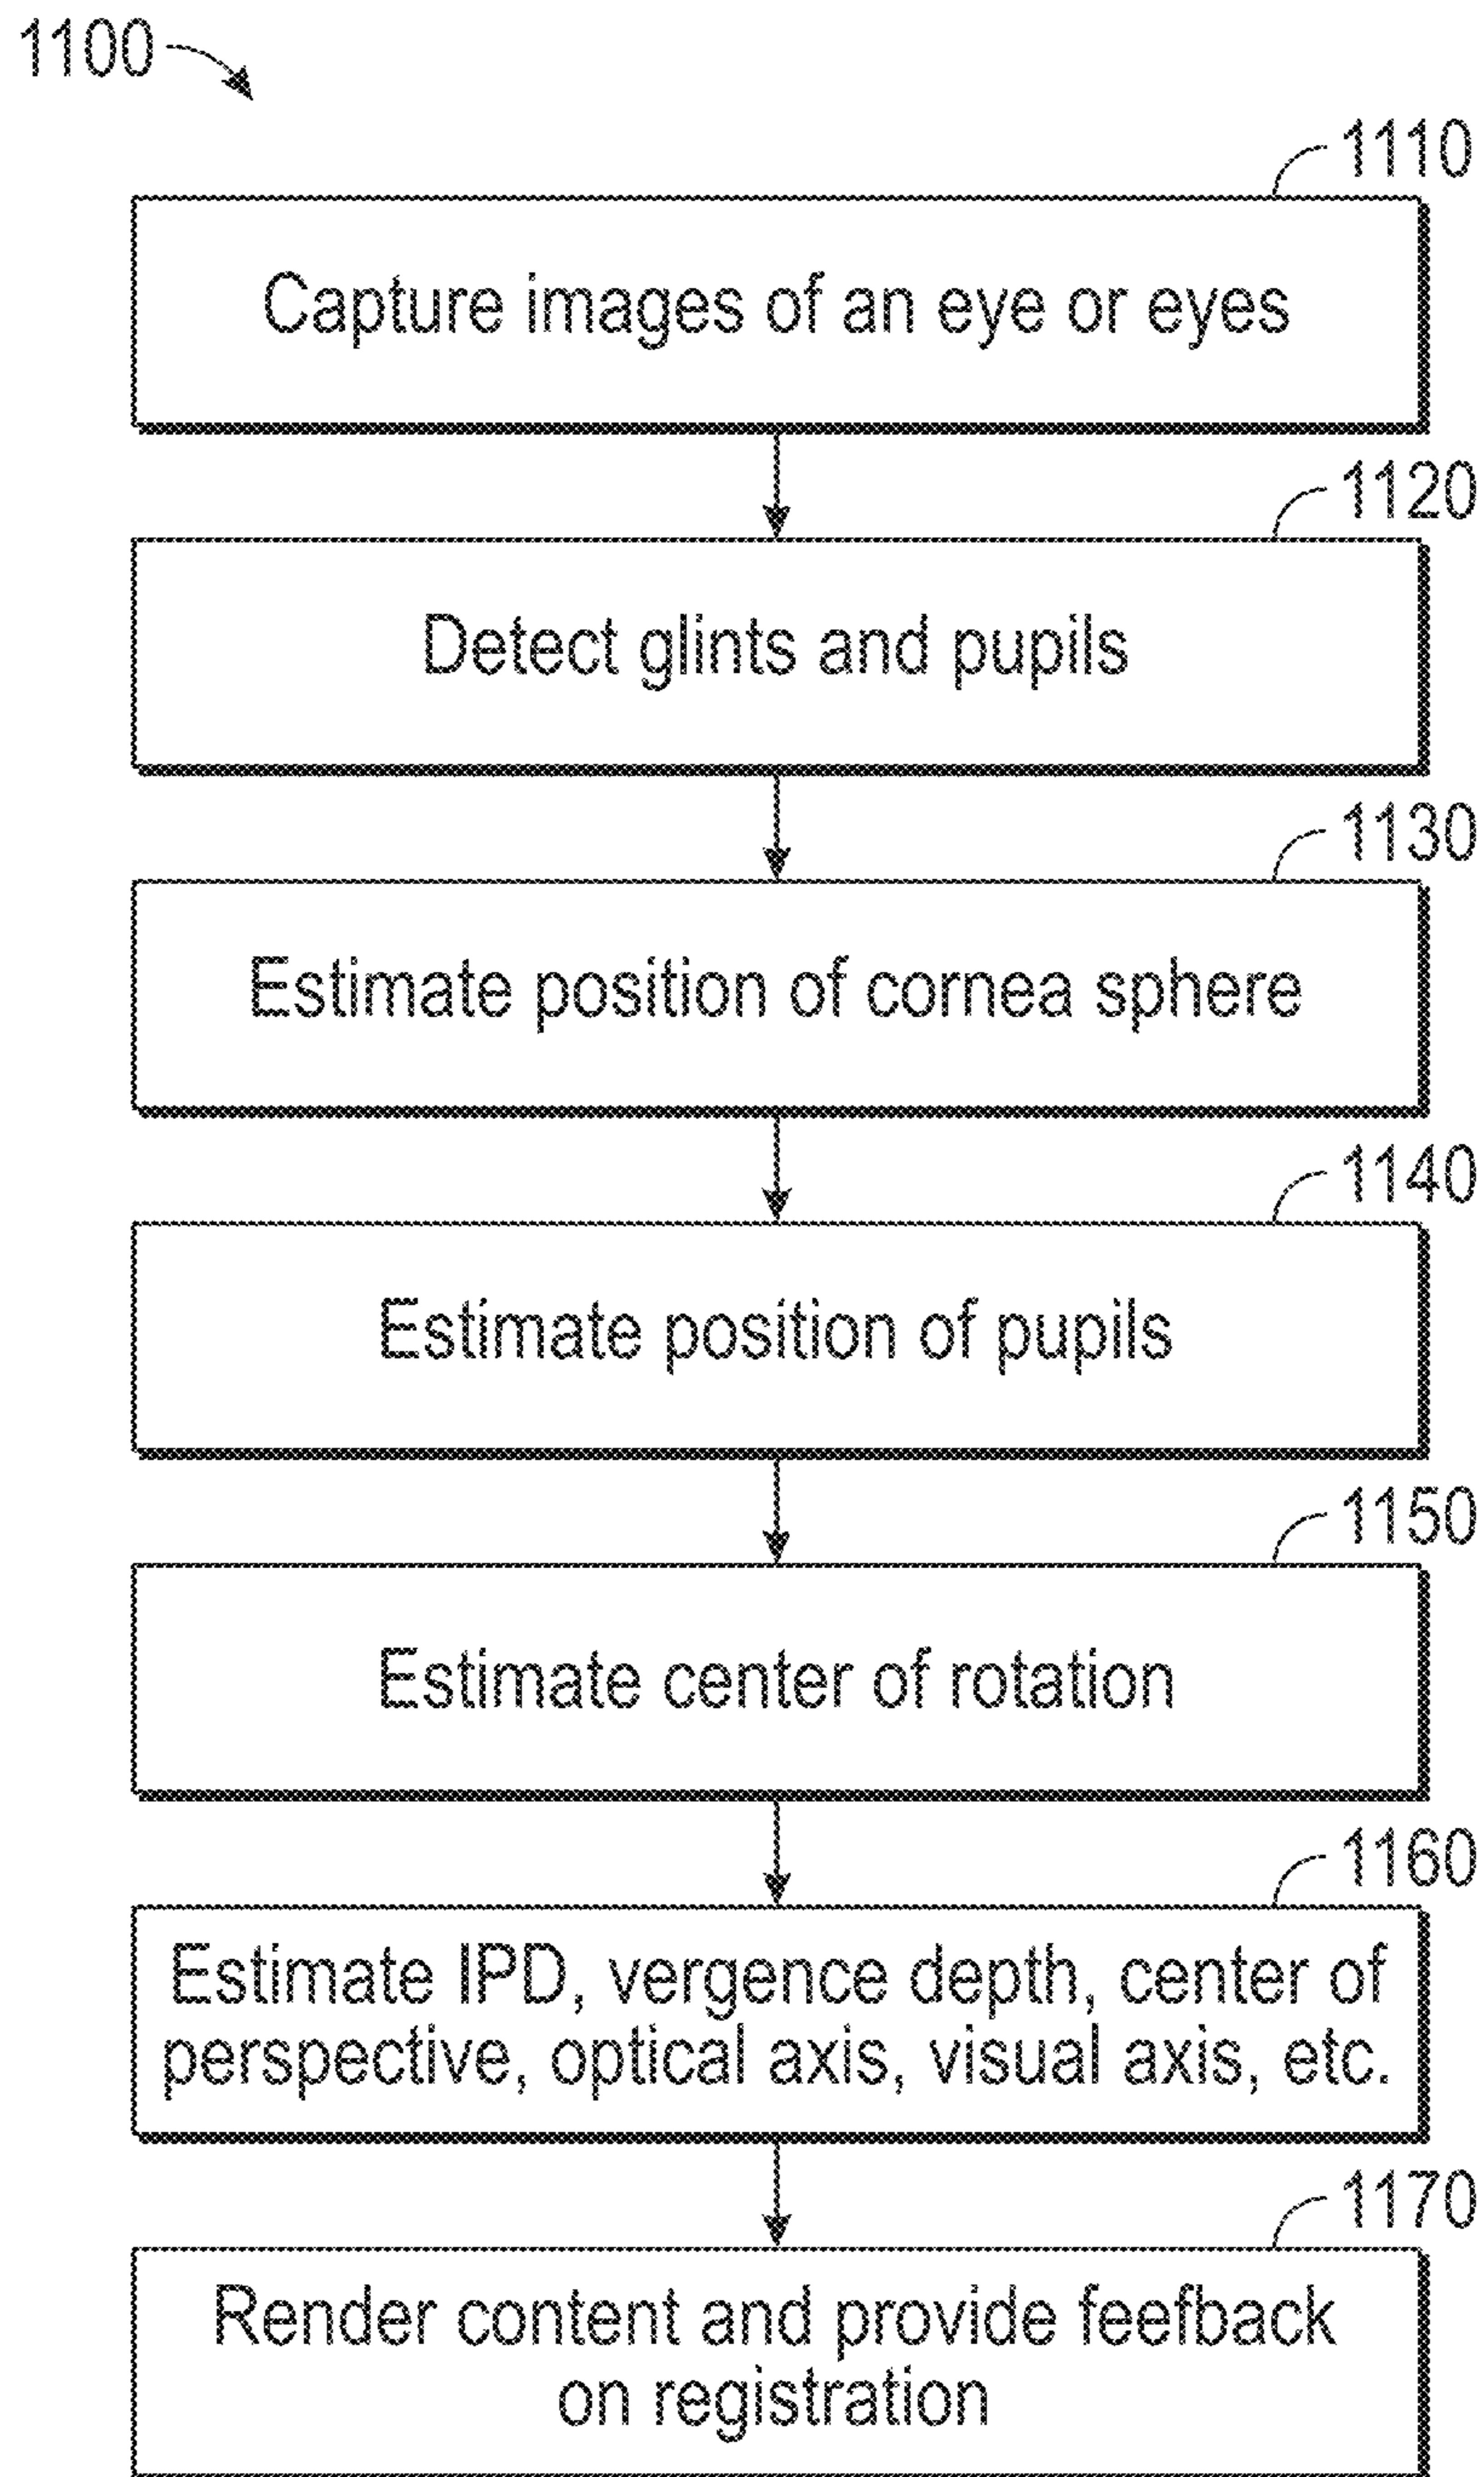 1100
1110
Capture images of an eye or eyes
1120
Detect glints and pupils
1130
Estimate position of cornea sphere
1140
Estimate position of pupils
1150
Estimate center of rotation
1160
Estimate IPD, vergence depth, center of
perspective, optical axis, visual axis, etc.
1170
Render content and provide feefback
on registration